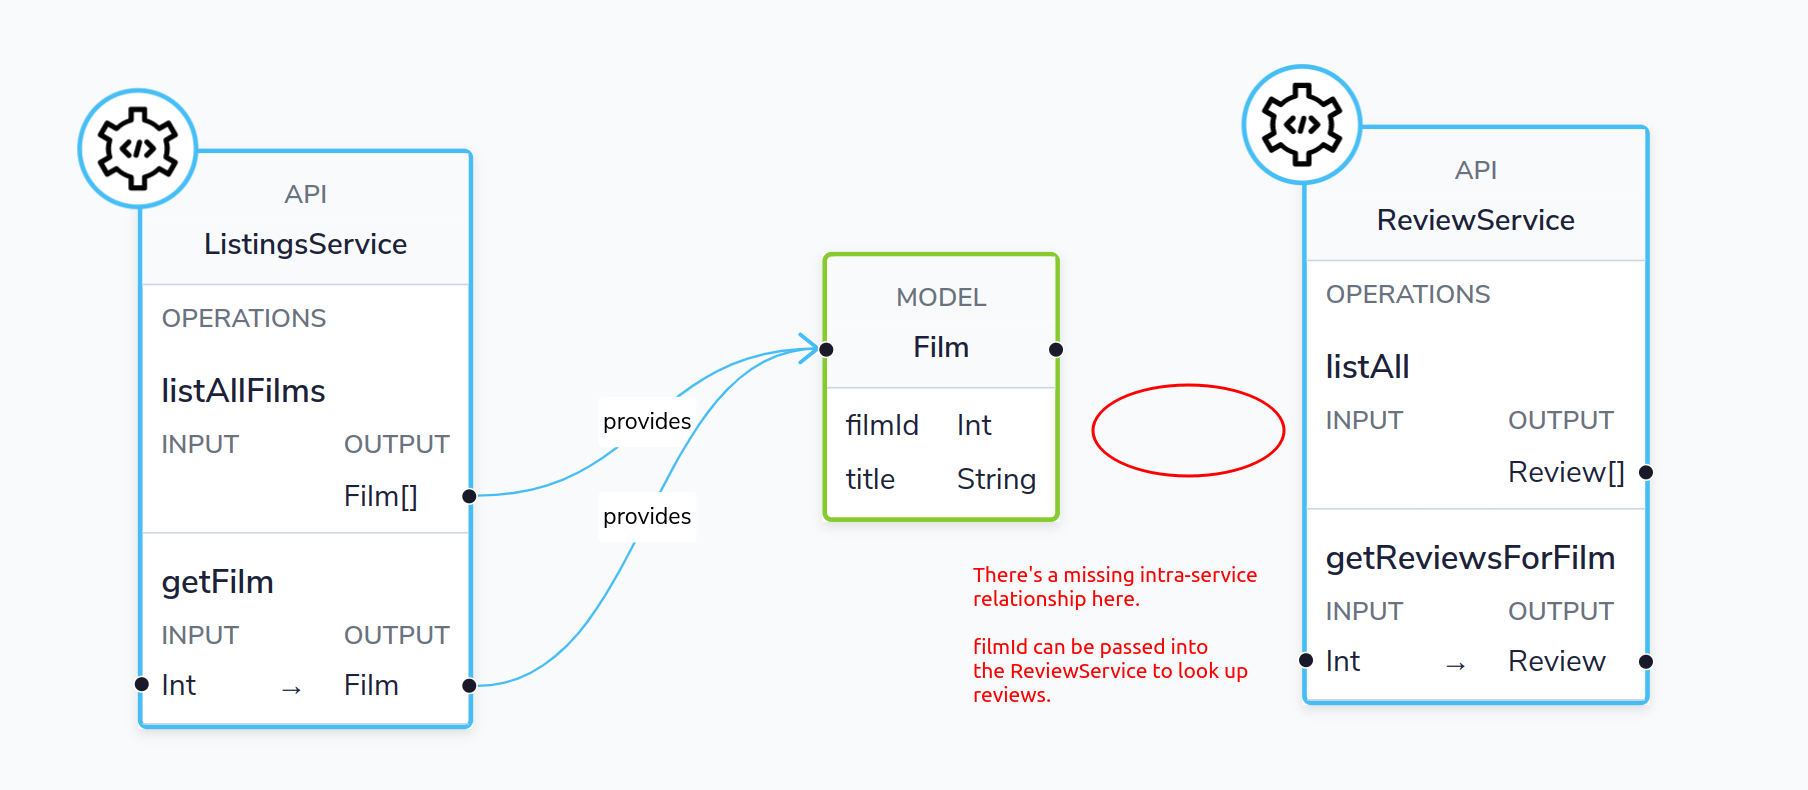 </>
API
ListingsService
OPERATIONS
listAllFilms
INPUT OUTPUT
Film[]
getFilm
INPUT OUTPUT
Int → Film
provides
provides
MODEL
Film
filmId Int
title String
There's a missing intra-service
relationship here.
filmId can be passed into
the ReviewService to look up
reviews.
</>
API
ReviewService
OPERATIONS
listAll
INPUT OUTPUT
Review[]
getReviewsForFilm
INPUT OUTPUT
Int → Review